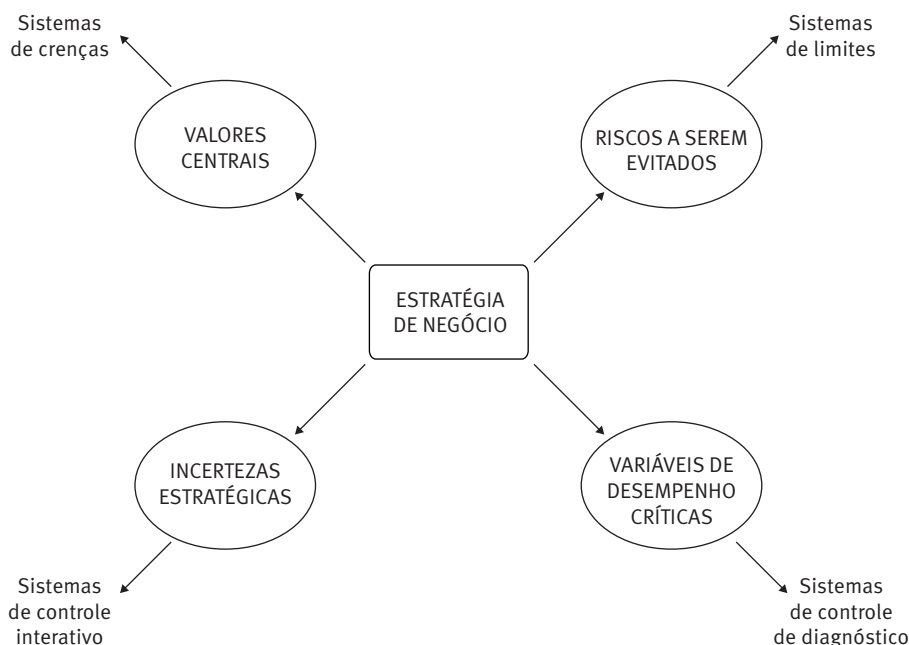 Sistemas
de crenças
Sistemas
de limites
VALORES
CENTRAIS
RISCOS A SEREM
EVITADOS
ESTRATÉGIA
DE NEGÓCIO
INCERTEZAS
ESTRATÉGICAS
VARIÁVEIS DE
DESEMPENHO
CRÍTICAS
Sistemas
de controle
interativo
Sistemas
de controle
de diagnóstico